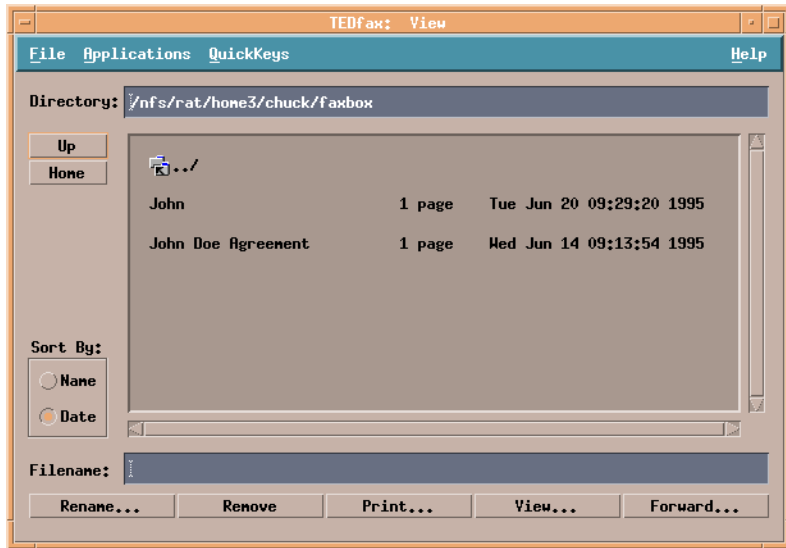 TEDfax: View
File Applications QuickKeys Help
Directory: /nfs/rat/home3/chuck/faxbox
Up
Home
../
John 1 page Tue Jun 20 09:29:20 1995
John Doe Agreement 1 page Wed Jun 14 09:13:54 1995
Sort By:
Name
Date
Filename:
Rename... Remove Print... View... Forward...